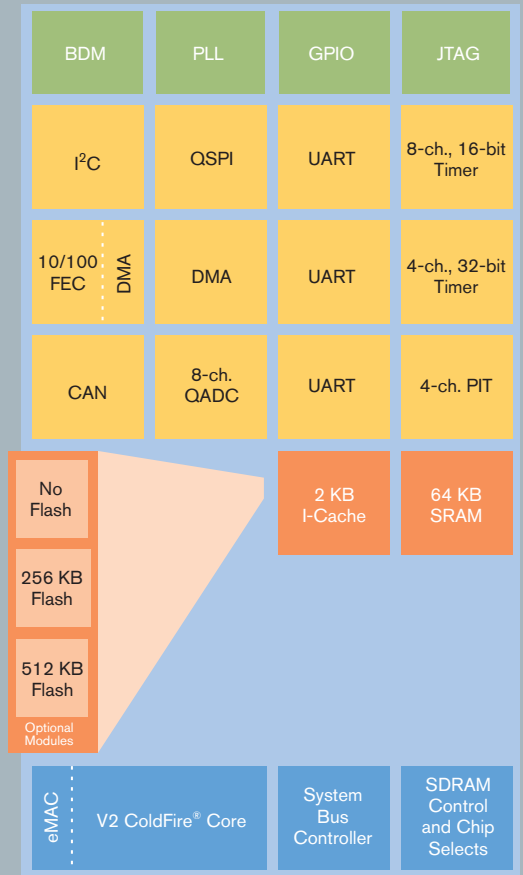 BDM
PLL
GPIO
JTAG
I²C
QSPI
UART
8-ch., 16-bit
Timer
10/100
FEC
DMA
DMA
UART
4-ch., 32-bit
Timer
CAN
8-ch.
QADC
UART
4-ch. PIT
No
Flash
2 KB
I-Cache
64 KB
SRAM
256 KB
Flash
512 KB
Flash
Optional
Modules
eMAC
V2 ColdFire® Core
System
Bus
Controller
SDRAM
Control
and Chip
Selects